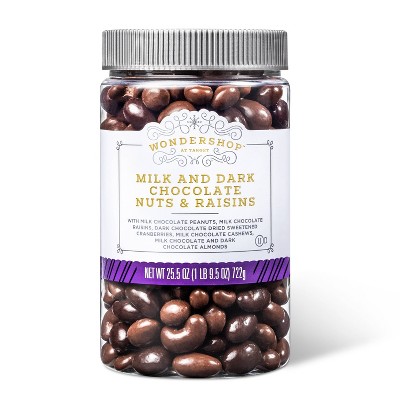 WONDERSHOP™
AT TARGET
MILK AND DARK
CHOCOLATE
NUTS & RAISINS
WITH MILK CHOCOLATE PEANUTS, MILK CHOCOLATE
RAISINS, DARK CHOCOLATE DRIED SWEETENED
CRANBERRIES, MILK CHOCOLATE CASHEWS,
MILK CHOCOLATE AND DARK
CHOCOLATE ALMONDS
NET WT 25.5 OZ (1 LB 9.5 OZ) 722g